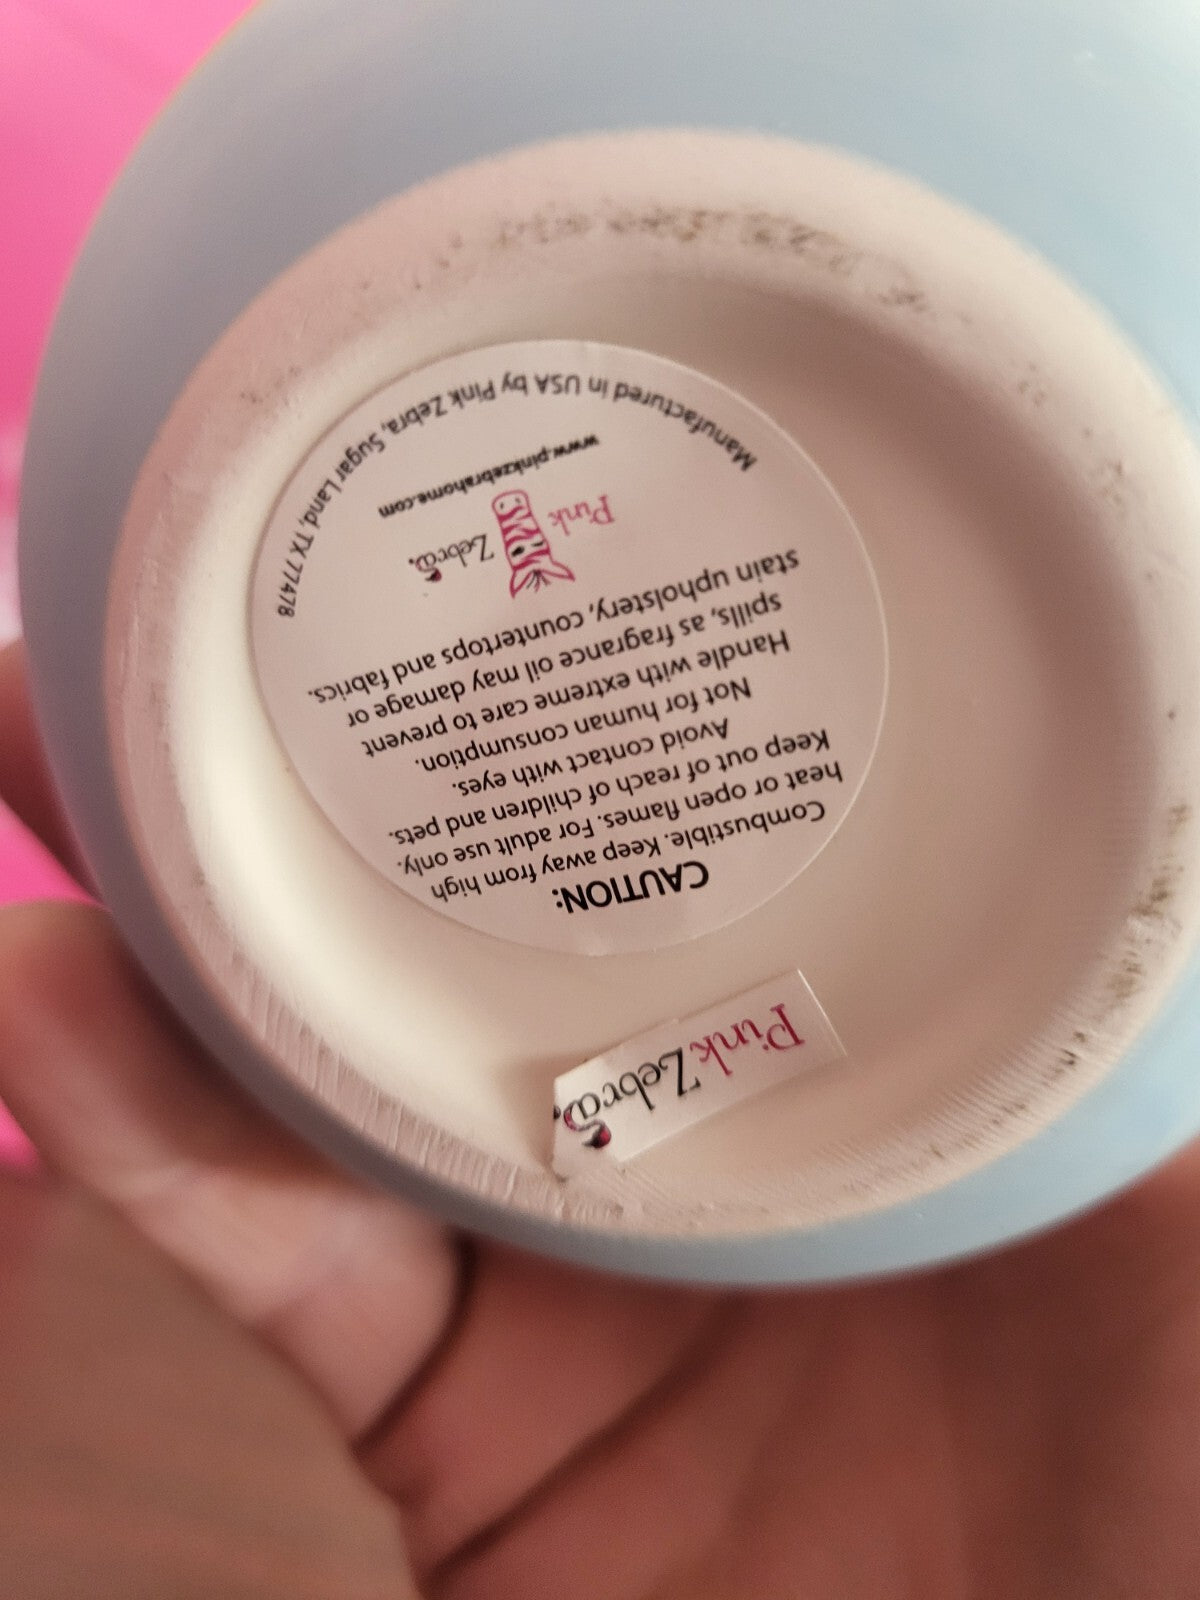 CAUTION:
Combustible. Keep away from high
heat or open flames. For adult use only.
Keep out of reach of children and pets.
Avoid contact with eyes.
Not for human consumption.
Handle with extreme care to prevent
spills, as fragrance oil may damage or
stain upholstery, countertops and fabrics.
Pink Zebra.
www.pinkzebrahome.com
Manufactured in USA by Pink Zebra, Sugar Land, TX 77478
Pink Zebra.